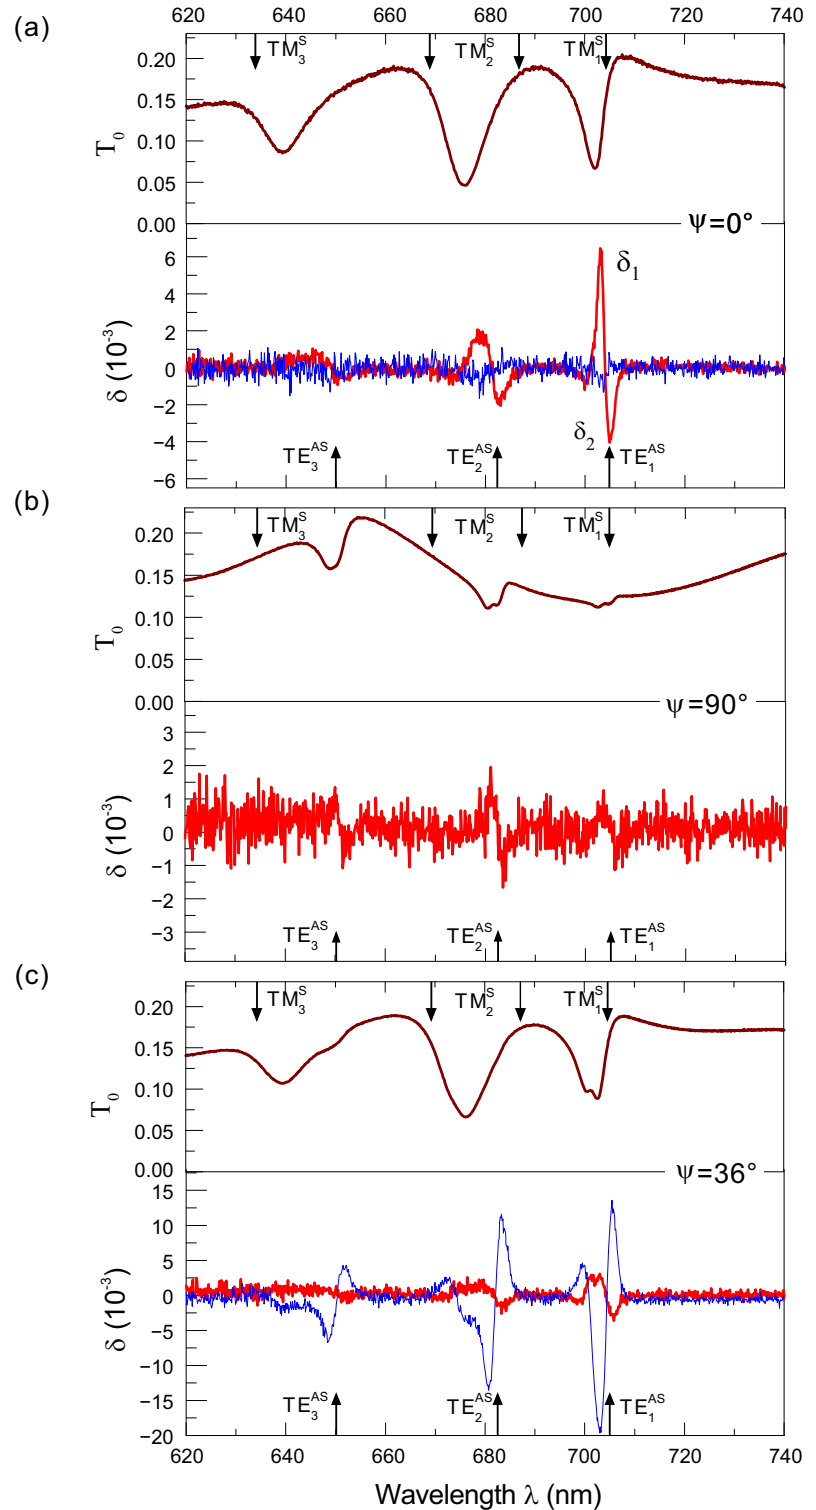 (a)
620 640 660 680 700 720 740
TM₃ˢ TM₂ˢ TM₁ˢ
0.20
0.15
0.10
0.05
0.00
T₀
ψ=0°
6
4
2
0
−2
−4
−6
δ (10⁻³)
δ₁
δ₂
TE₃ᴬˢ TE₂ᴬˢ TE₁ᴬˢ
(b)
TM₃ˢ TM₂ˢ TM₁ˢ
0.20
0.15
0.10
0.05
0.00
T₀
ψ=90°
3
2
1
0
−1
−2
−3
δ (10⁻³)
TE₃ᴬˢ TE₂ᴬˢ TE₁ᴬˢ
(c)
TM₃ˢ TM₂ˢ TM₁ˢ
0.20
0.15
0.10
0.05
0.00
T₀
ψ=36°
15
10
5
0
−5
−10
−15
−20
δ (10⁻³)
TE₃ᴬˢ TE₂ᴬˢ TE₁ᴬˢ
620 640 660 680 700 720 740
Wavelength λ (nm)